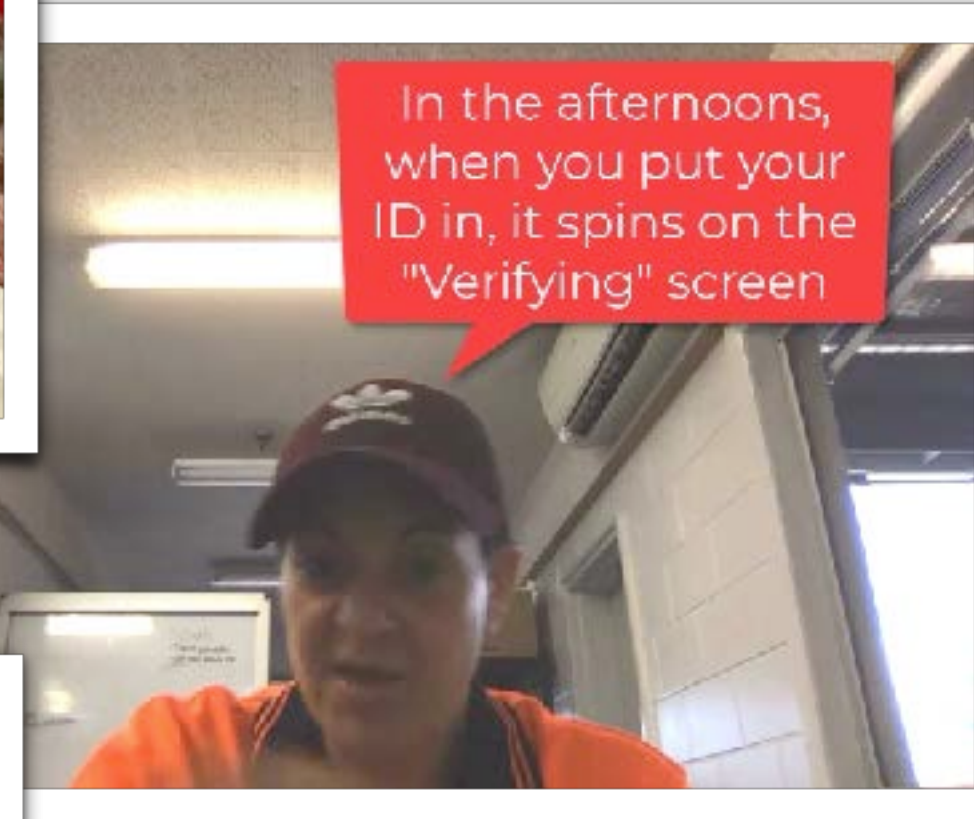 In the afternoons,
when you put your
ID in, it spins on the
"Verifying" screen